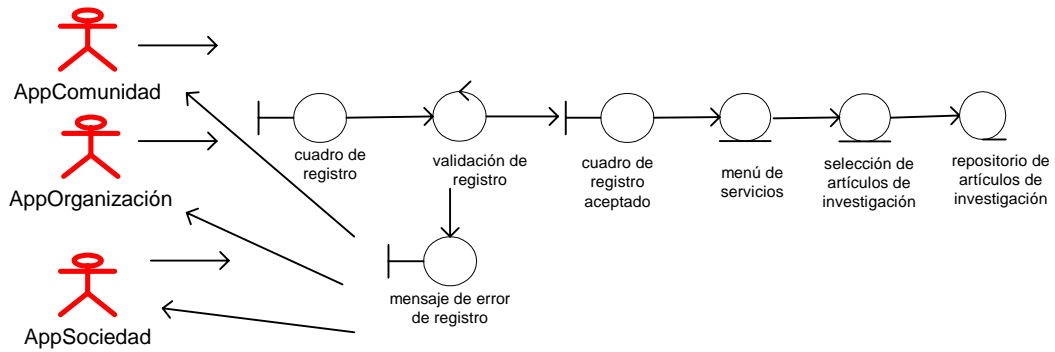 AppComunidad
AppOrganización
AppSociedad
cuadro de
registro
validación de
registro
cuadro de
registro
aceptado
menú de
servicios
selección de
artículos de
investigación
repositorio de
artículos de
investigación
mensaje de error
de registro